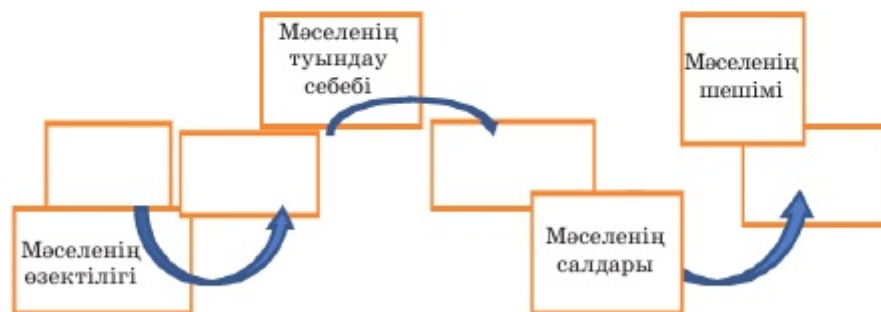 Мәселенің
өзектілігі
Мәселенің
туындау
себебі
Мәселенің
салдары
Мәселенің
шешімі